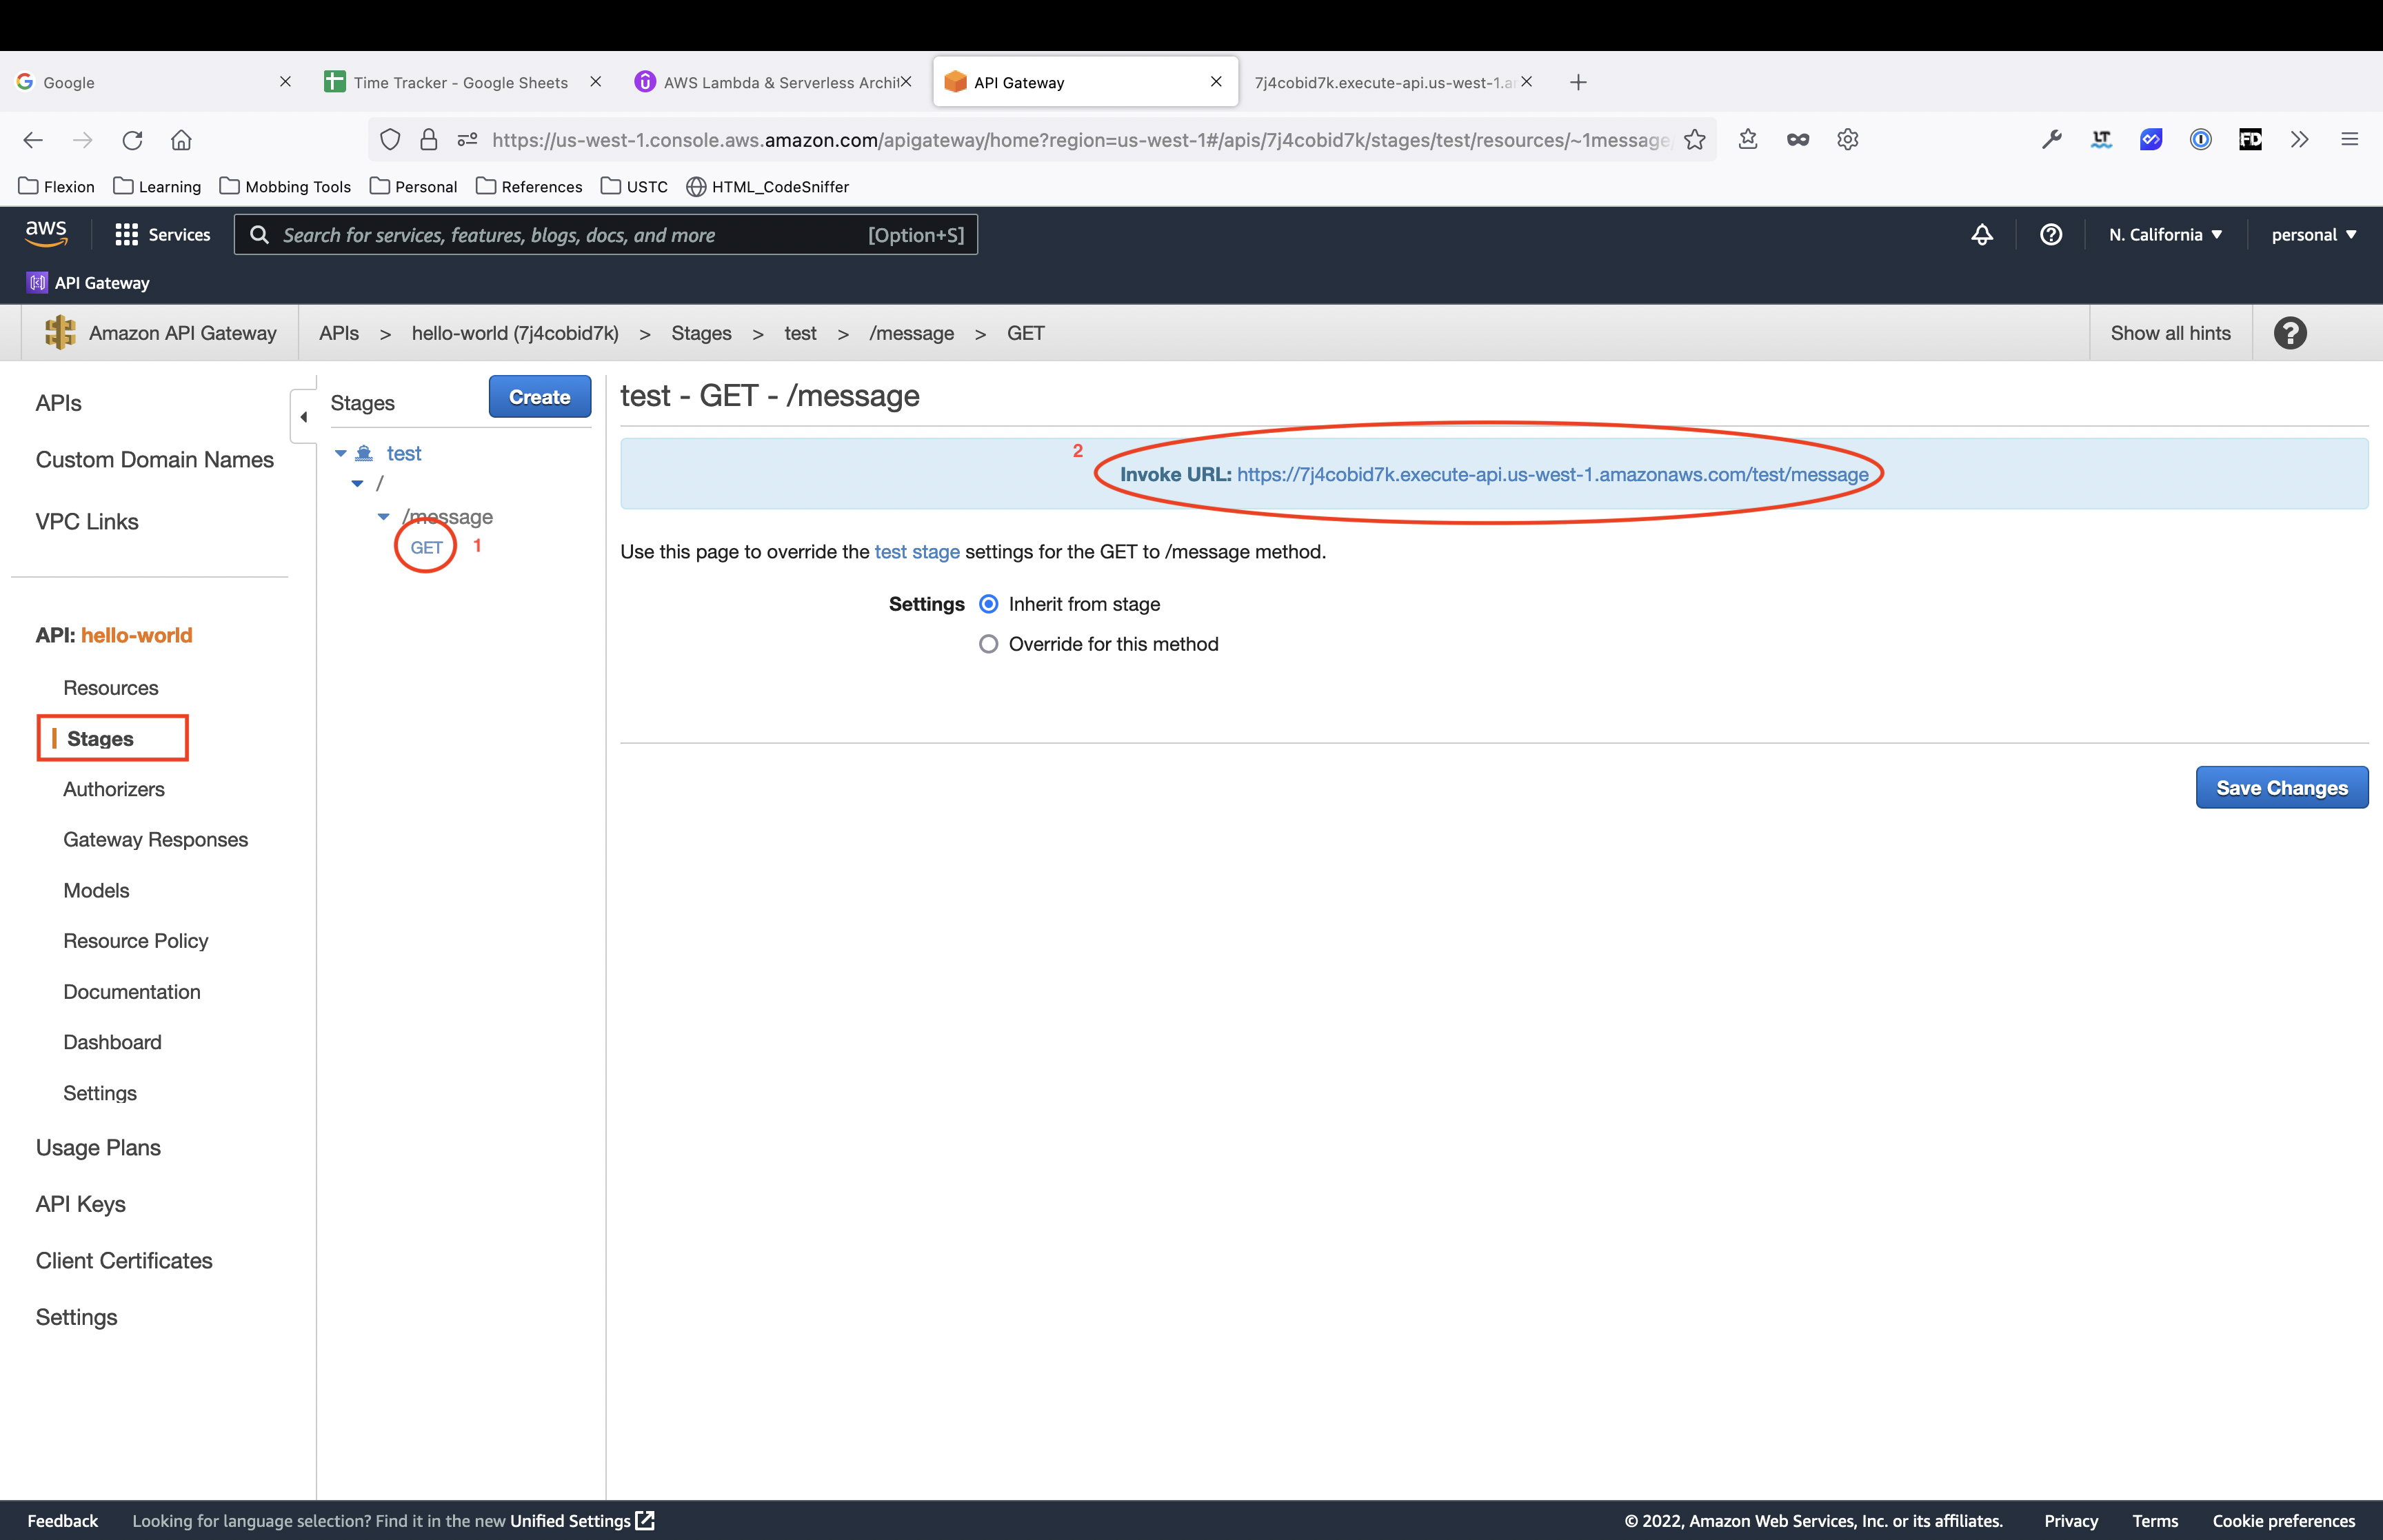 Google
Time Tracker - Google Sheets
AWS Lambda & Serverless Archit
API Gateway
7j4cobid7k.execute-api.us-west-1.a
https://us-west-1.console.aws.amazon.com/apigateway/home?region=us-west-1#/apis/7j4cobid7k/stages/test/resources/~1message
LT
FD
Flexion
Learning
Mobbing Tools
Personal
References
USTC
HTML_CodeSniffer
aws
Services
Search for services, features, blogs, docs, and more
[Option+S]
N. California
personal
API Gateway
Amazon API Gateway
APIs > hello-world (7j4cobid7k) > Stages > test > /message > GET
Show all hints
?
APIs
Custom Domain Names
VPC Links
API: hello-world
Resources
Stages
Authorizers
Gateway Responses
Models
Resource Policy
Documentation
Dashboard
Settings
Usage Plans
API Keys
Client Certificates
Settings
Stages
Create
test
/
/message
GET
1
test - GET - /message
2
Invoke URL: https://7j4cobid7k.execute-api.us-west-1.amazonaws.com/test/message
Use this page to override the test stage settings for the GET to /message method.
Settings
Inherit from stage
Override for this method
Save Changes
Feedback
Looking for language selection? Find it in the new Unified Settings
© 2022, Amazon Web Services, Inc. or its affiliates.
Privacy
Terms
Cookie preferences